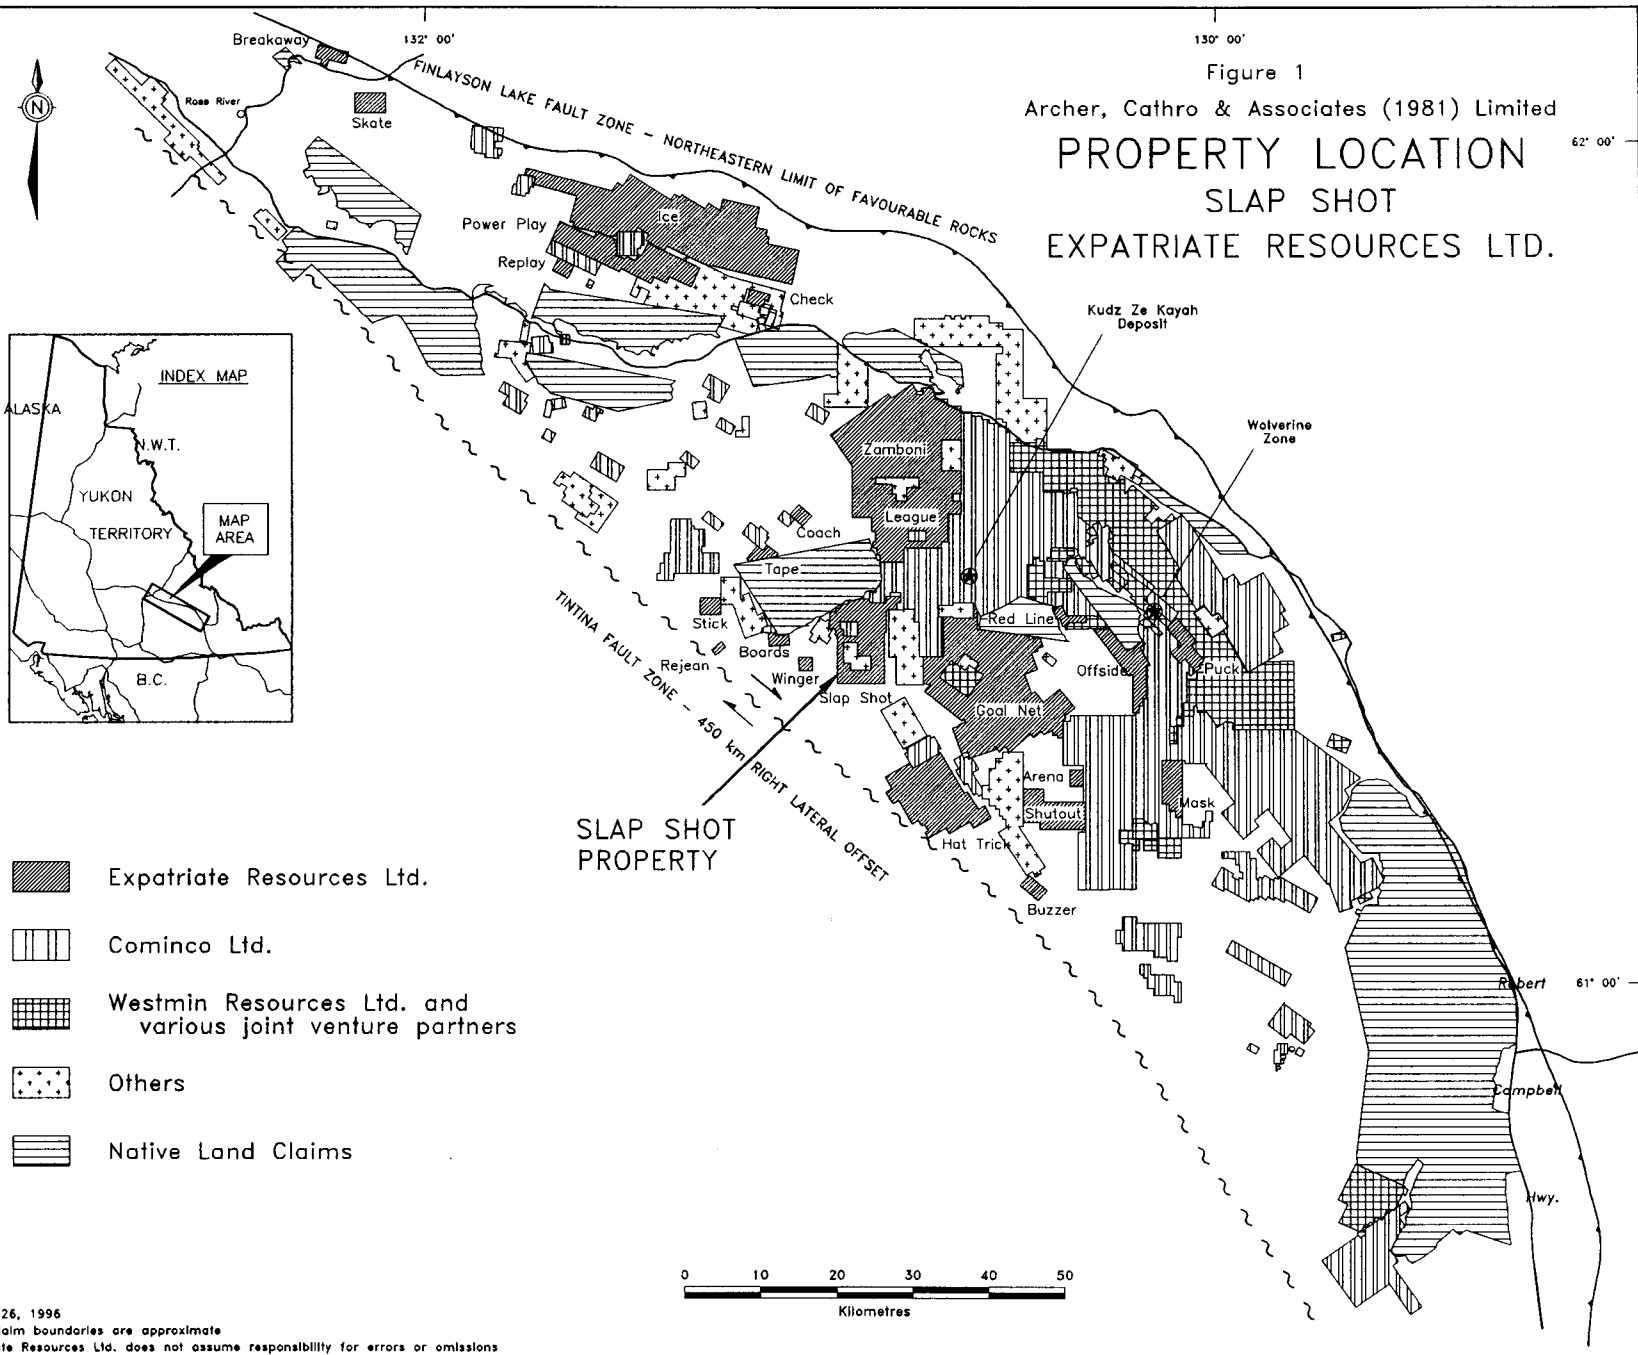 132° 00'
130° 00'
Figure 1
Archer, Cathro & Associates (1981) Limited
PROPERTY LOCATION
SLAP SHOT
EXPATRIATE RESOURCES LTD.
62° 00'
Breakaway
Ross River
N
Skate
FINLAYSON LAKE FAULT ZONE - NORTHEASTERN LIMIT OF FAVOURABLE ROCKS
Ice
Power Play
Replay
Check
Kudz Ze Kayah
Deposit
Wolverine
Zone
INDEX MAP
ALASKA
N.W.T.
YUKON
TERRITORY
MAP
AREA
B.C.
Zamboni
League
Coach
Tape
Stick
Boards
Rejean
Winger
Slap Shot
Red Line
Offside
Puck
Goal Net
Arena
Shutout
Mask
Hat Trick
Buzzer
TINTINA FAULT ZONE - 450 km RIGHT LATERAL OFFSET
SLAP SHOT
PROPERTY
Expatriate Resources Ltd.
Cominco Ltd.
Westmin Resources Ltd. and
various joint venture partners
Others
Native Land Claims
Robert
61° 00'
Campbell
Hwy.
0 10 20 30 40 50
Kilometres
26, 1996
boundaries are approximate
Resources Ltd. does not assume responsibility for errors or omissions